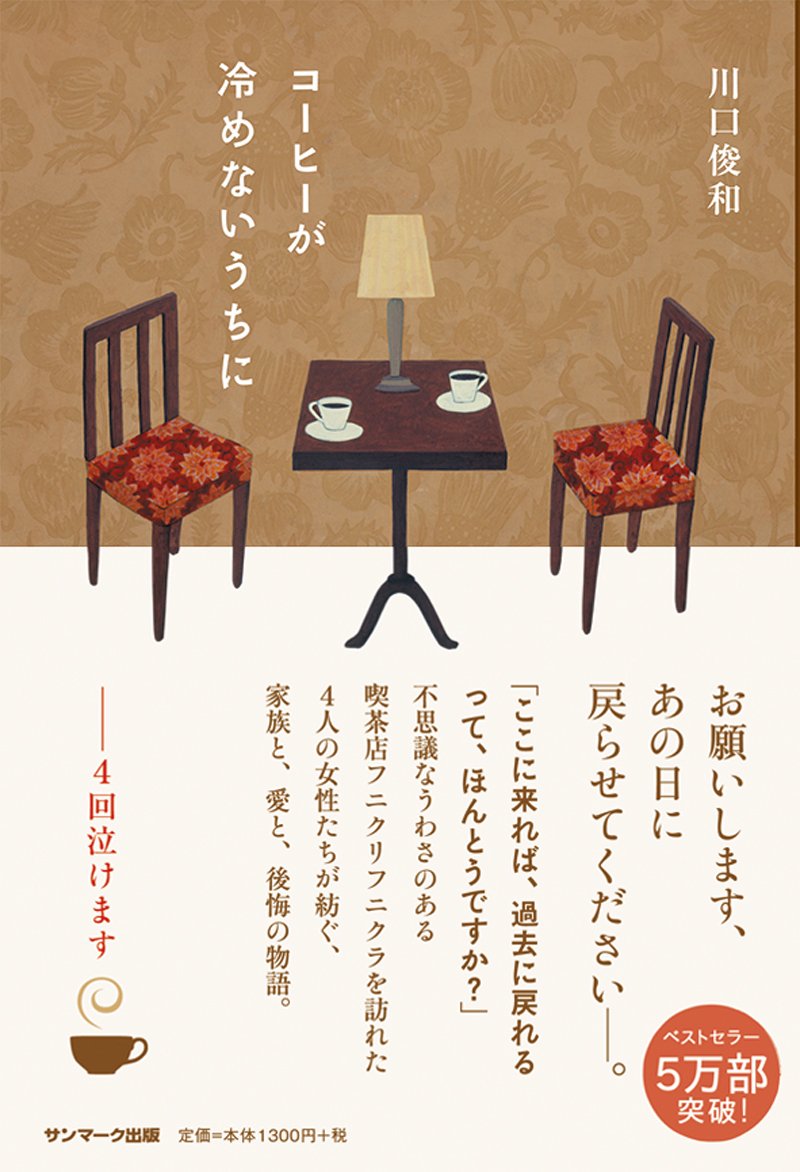 川口俊和
コーヒーが
冷めないうちに
お願いします、
あの日に
戻らせてください――。
「ここに来れば、過去に戻れる
って、ほんとうですか？」
不思議なうわさのある
喫茶店フニクリフニクラを訪れた
4人の女性たちが紡ぐ、
家族と、愛と、後悔の物語。
――4回泣けます
ベストセラー
5万部
突破！
サンマーク出版 定価=本体1300円+税